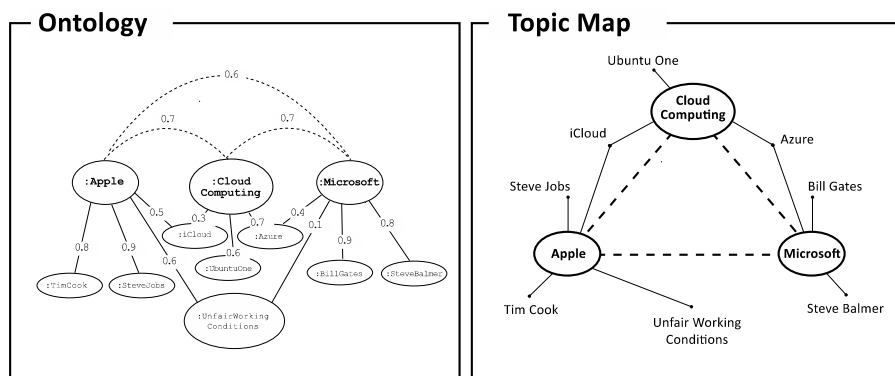 Ontology
0.6
0.7
0.7
:Apple
:Cloud
Computing
:Microsoft
0.5
0.3
0.7
0.4
0.1
0.8
:iCloud
:Azure
0.8
0.9
0.6
0.6
0.9
:UbuntuOne
:TimCook
:SteveJobs
:BillGates
:SteveBalmer
:UnfairWorking
Conditions
Topic Map
Ubuntu One
Cloud
Computing
iCloud
Azure
Steve Jobs
Bill Gates
Apple
Microsoft
Tim Cook
Unfair Working
Conditions
Steve Balmer